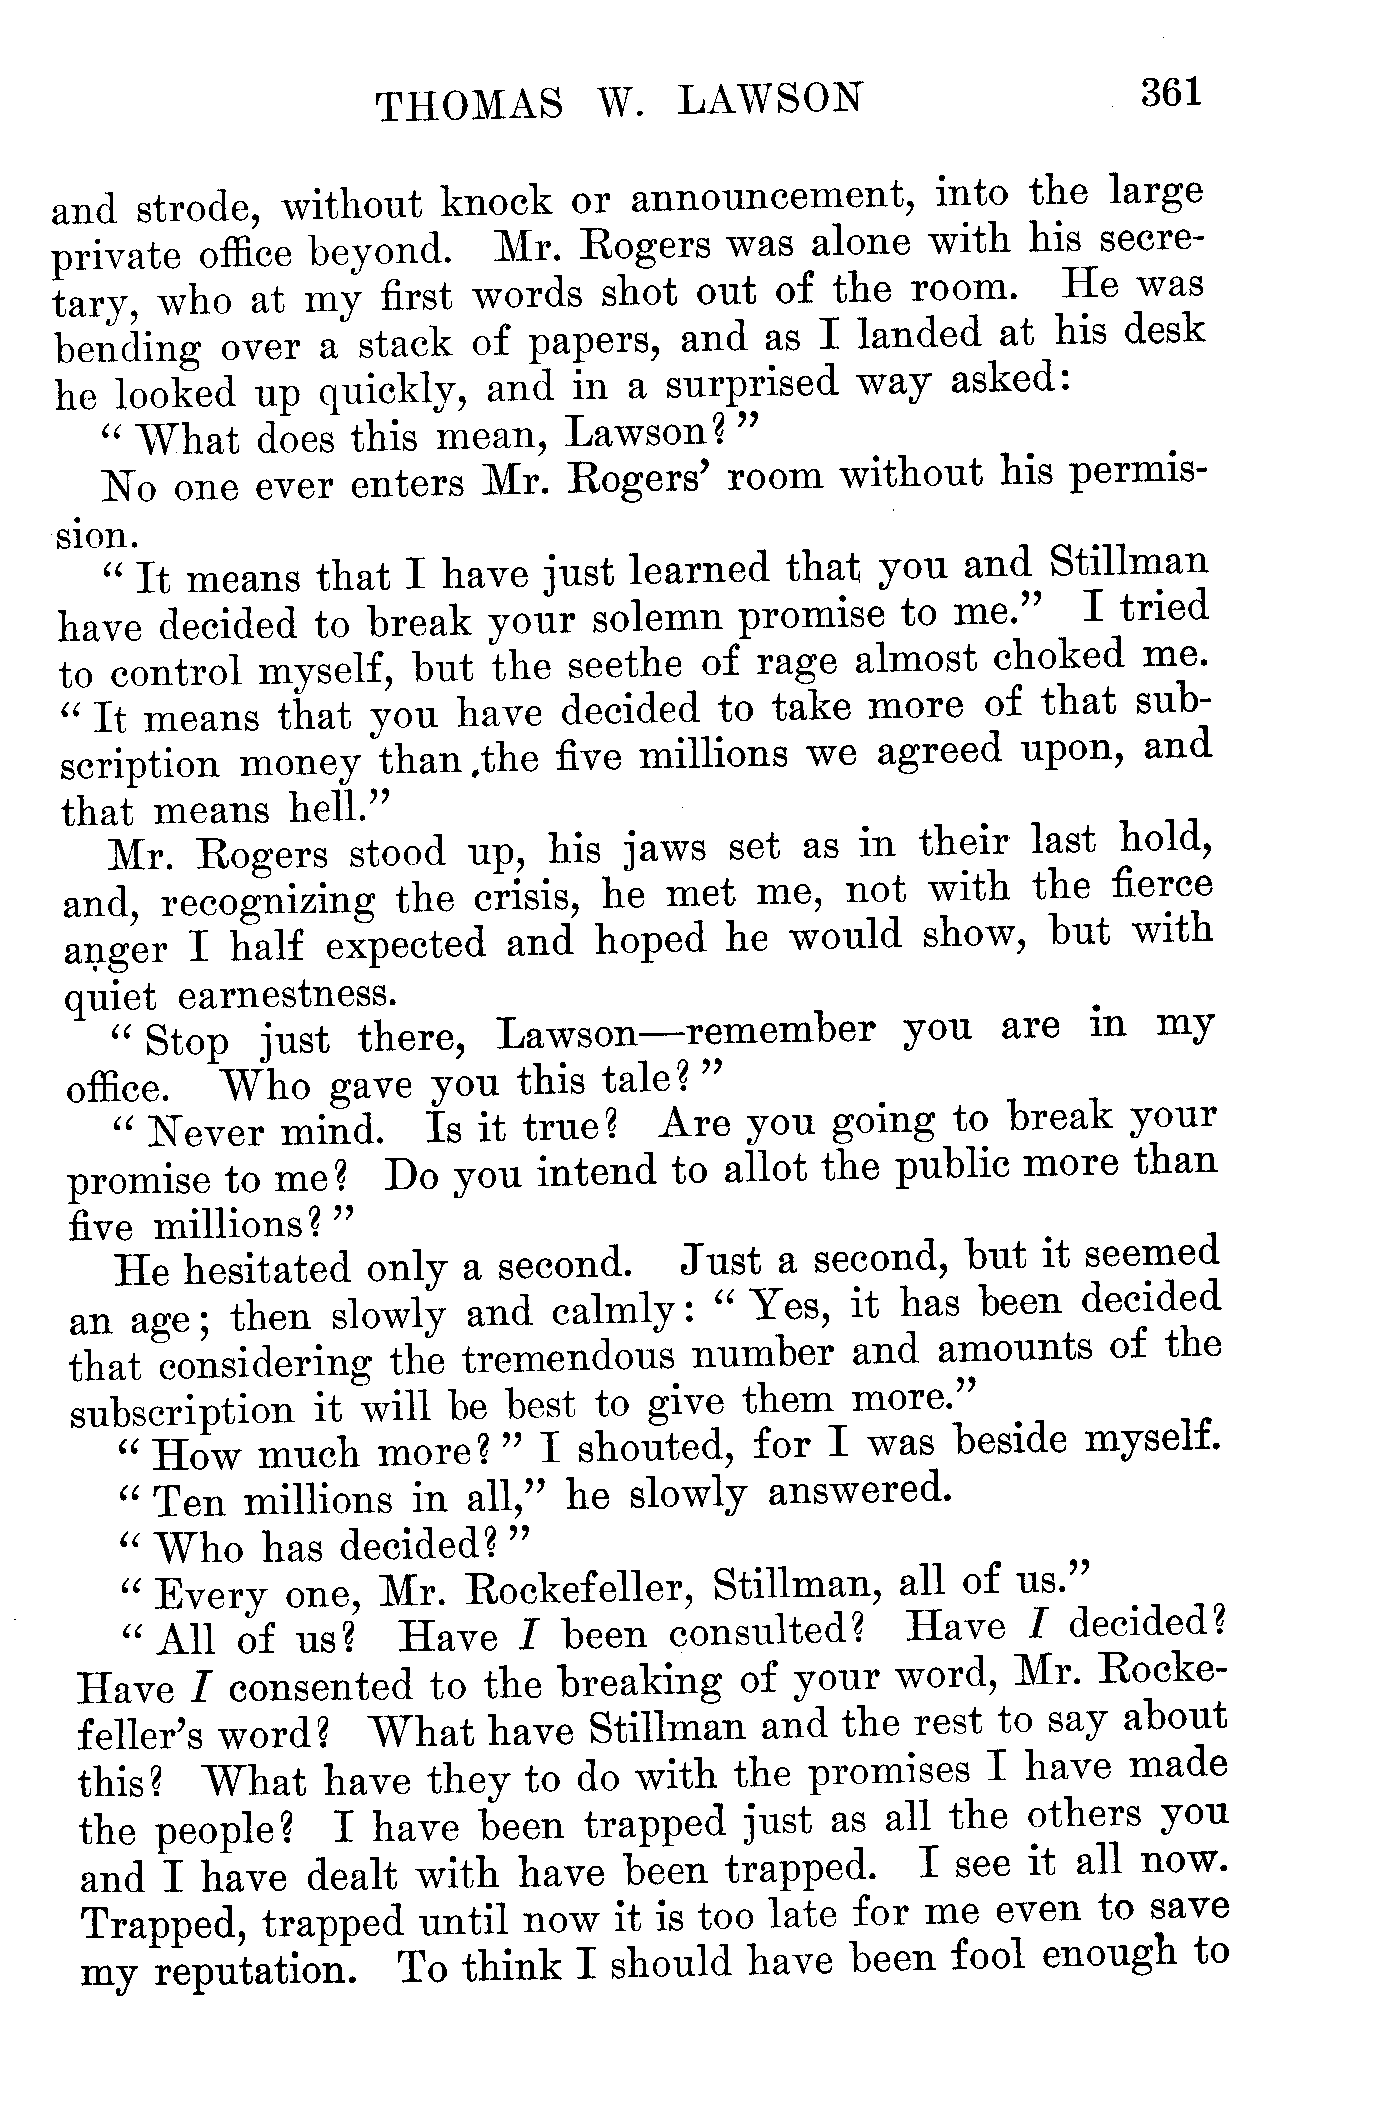 THOMAS W. LAWSON 361
and strode, without knock or announcement, into the large
private office beyond. Mr. Rogers was alone with his secre-
tary, who at my first words shot out of the room. He was
bending over a stack of papers, and as I landed at his desk
he looked up quickly, and in a surprised way asked:
“ What does this mean, Lawson? ”
No one ever enters Mr. Rogers’ room without his permis-
sion.
“ It means that I have just learned that you and Stillman
have decided to break your solemn promise to me.” I tried
to control myself, but the seethe of rage almost choked me.
“ It means that you have decided to take more of that sub-
scription money than the five millions we agreed upon, and
that means hell.”
Mr. Rogers stood up, his jaws set as in their last hold,
and, recognizing the crisis, he met me, not with the fierce
anger I half expected and hoped he would show, but with
quiet earnestness.
“ Stop just there, Lawson—remember you are in my
office. Who gave you this tale? ”
“ Never mind. Is it true? Are you going to break your
promise to me? Do you intend to allot the public more than
five millions? ”
He hesitated only a second. Just a second, but it seemed
an age; then slowly and calmly: “ Yes, it has been decided
that considering the tremendous number and amounts of the
subscription it will be best to give them more.”
“ How much more? ” I shouted, for I was beside myself.
“ Ten millions in all,” he slowly answered.
“ Who has decided? ”
“ Every one, Mr. Rockefeller, Stillman, all of us.”
“ All of us? Have I been consulted? Have I decided?
Have I consented to the breaking of your word, Mr. Rocke-
feller’s word? What have Stillman and the rest to say about
this? What have they to do with the promises I have made
the people? I have been trapped just as all the others you
and I have dealt with have been trapped. I see it all now.
Trapped, trapped until now it is too late for me even to save
my reputation. To think I should have been fool enough to